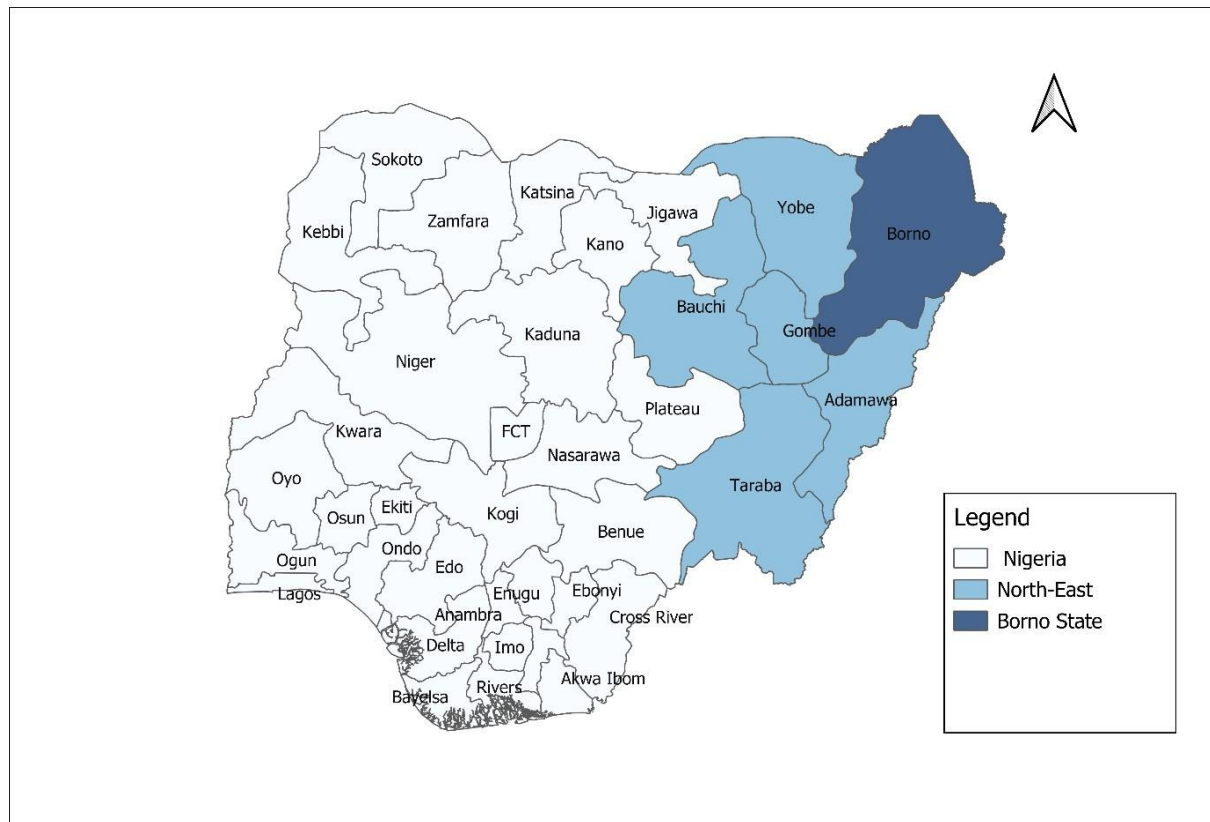 Sokoto
Katsina
Yobe
Jigawa
Zamfara
Kebbi
Borno
Kano
Bauchi
Gombe
Kaduna
Niger
Adamawa
Plateau
FCT
Kwara
Nasarawa
Oyo
Taraba
Ekiti
Kogi
Osun
Benue
Ondo
Ogun
Edo
Lagos
Enugu
Ebonyi
Anambra
Cross River
Delta
Imo
Akwa Ibom
Rivers
Bayelsa
Legend
Nigeria
North-East
Borno State